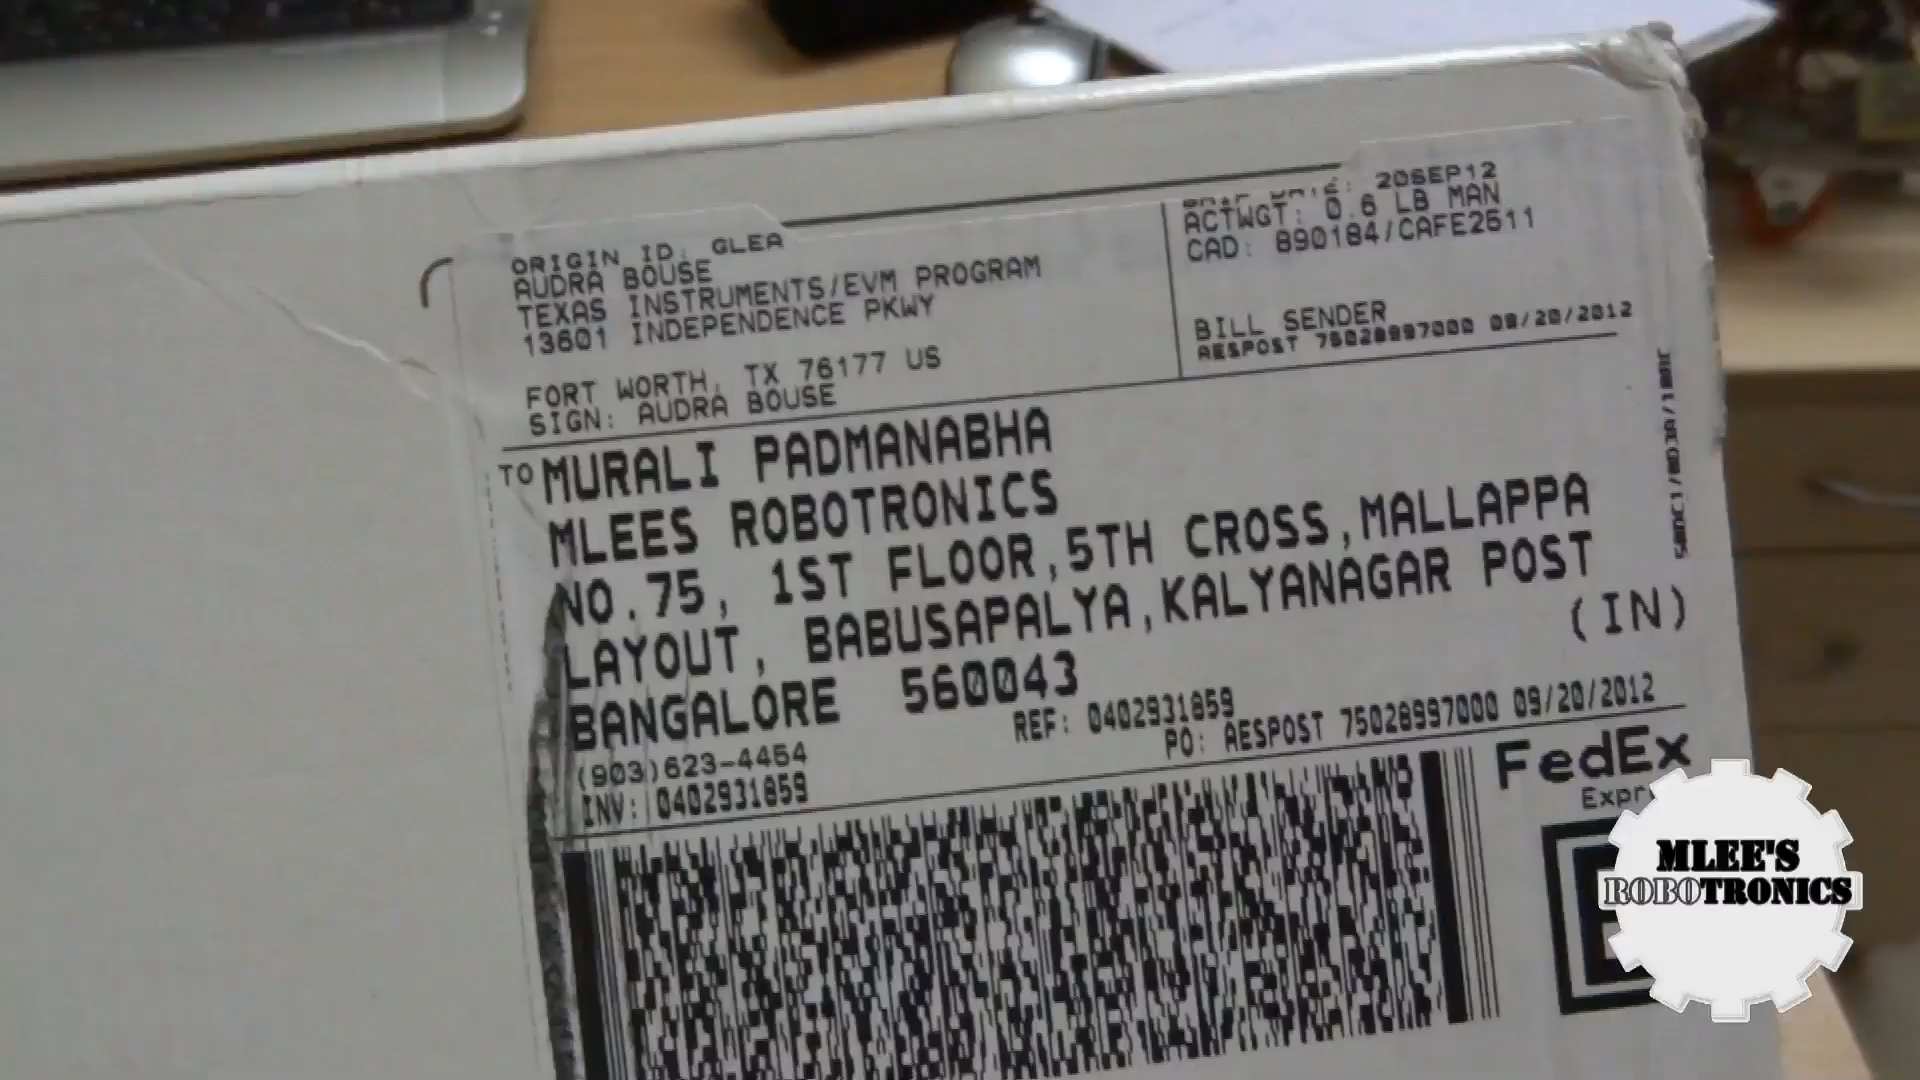 ORIGIN ID: GLEA
AUDRA BOUSE
TEXAS INSTRUMENTS/EVM PROGRAM
13601 INDEPENDENCE PKWY
FORT WORTH, TX 76177 US
SIGN: AUDRA BOUSE
SHIP DATE: 20SEP12
ACTWGT: 0.6 LB MAN
CAD: 890184/CAFE2511
BILL SENDER
AESPOST 75028997000 09/20/2012
TO MURALI PADMANABHA
MLEES ROBOTRONICS
NO.75, 1ST FLOOR,5TH CROSS,MALLAPPA
LAYOUT, BABUSAPALYA,KALYANAGAR POST
BANGALORE 560043
(IN)
(903)623-4454
REF: 0402931859
INV: 0402931859
PO: AESPOST 75028997000 09/20/2012
FedEx
MLEE'S
ROBOTRONICS